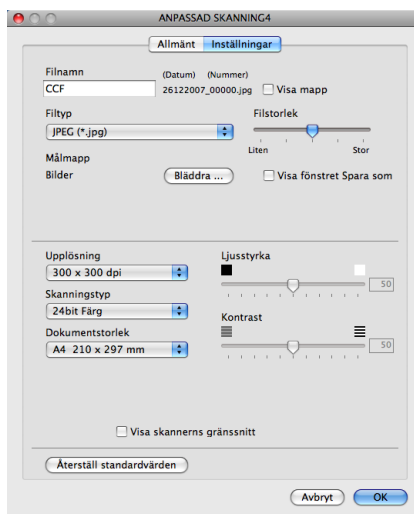 ANPASSAD SKANNING4
Allmänt Inställningar
Filnamn (Datum) (Nummer)
CCF 26122007_00000.jpg Visa mapp
Filtyp Filstorlek
JPEG (*.jpg)
Liten Stor
Målmapp
Bilder Bläddra ... Visa fönstret Spara som
Upplösning Ljusstyrka
300 x 300 dpi
50
Skanningstyp
24bit Färg
Kontrast
Dokumentstorlek
A4 210 x 297 mm 50
Visa skannerns gränssnitt
Återställ standardvärden
Avbryt OK